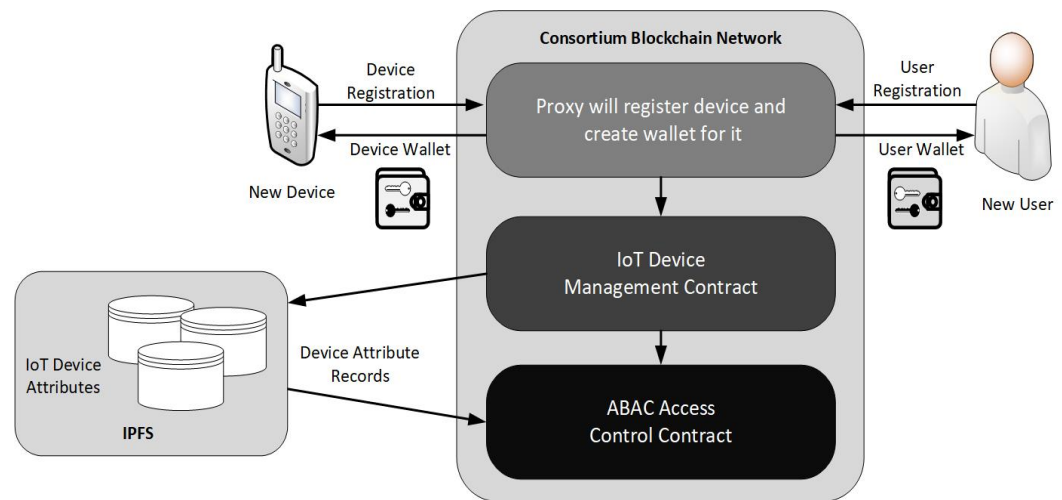 Consortium Blockchain Network
Device
Registration
Proxy will register device and
create wallet for it
User
Registration
Device Wallet
User Wallet
New Device
New User
IoT Device
Management Contract
IoT Device
Attributes
IPFS
Device Attribute
Records
ABAC Access
Control Contract